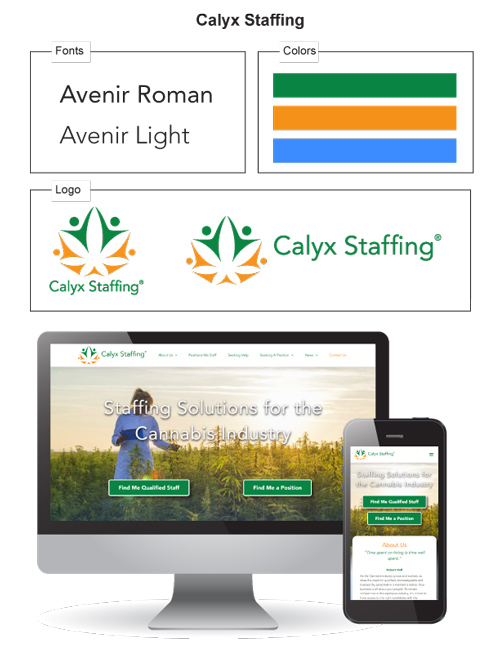 Calyx Staffing
Fonts
Avenir Roman
Avenir Light
Colors
Logo
Calyx Staffing®
Calyx Staffing®
Calyx Staffing®
About Us
Positions We Staff
Seeking Help
Seeking A Position
News
Contact Us
Staffing Solutions for the
Cannabis Industry
Find Me Qualified Staff
Find Me a Position
Calyx Staffing
Staffing Solutions for
the Cannabis Industry
Find Me Qualified Staff
Find Me a Position
About Us
"Time spent on hiring is time well
spent."